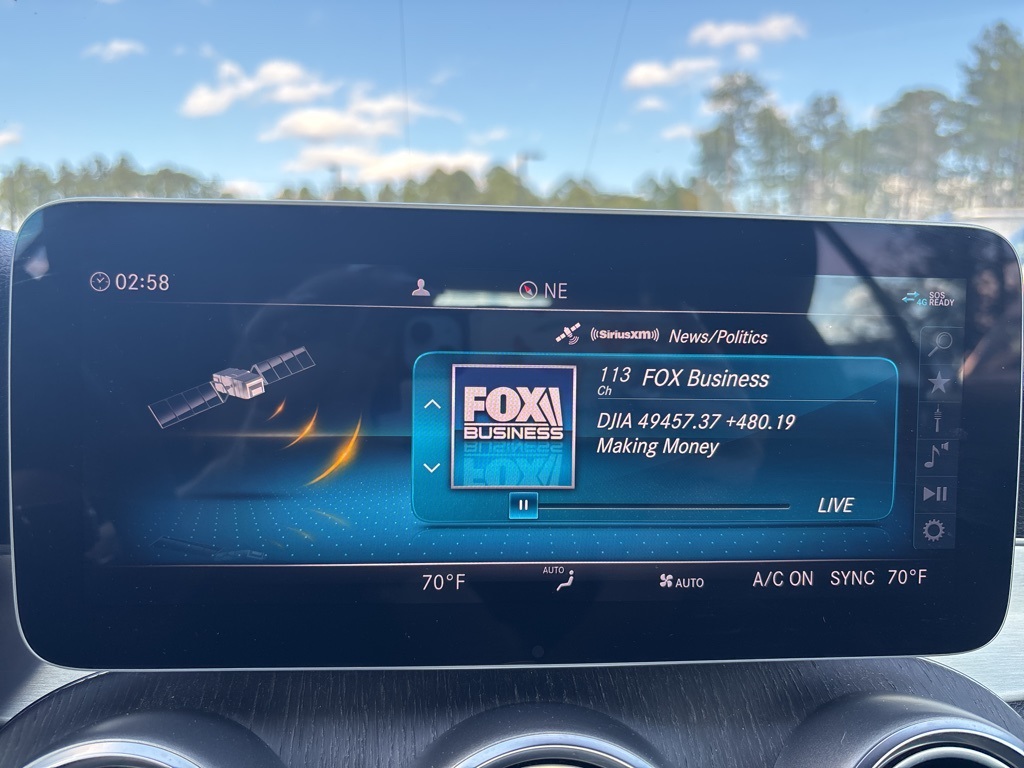 02:58
NE
SOS
4G READY
((SiriusXM)) News/Politics
113 FOX Business
Ch
FOX
BUSINESS
DJIA 49457.37 +480.19
Making Money
LIVE
70°F
AUTO
AUTO
A/C ON SYNC 70°F